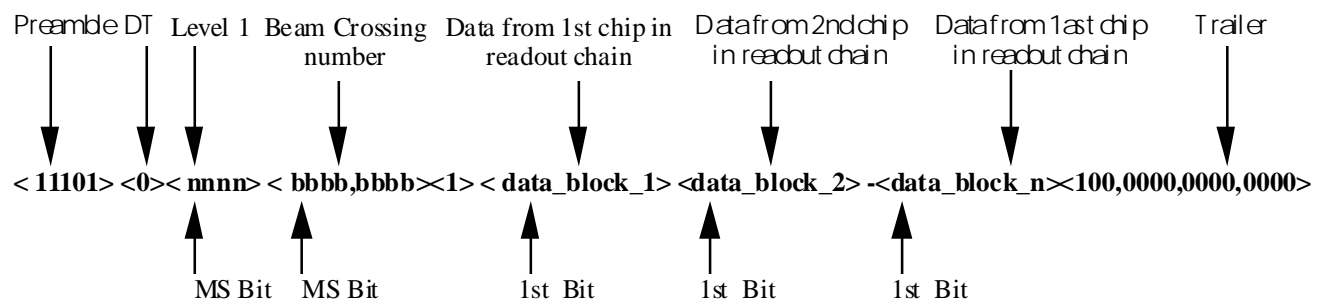 Preamble DT Level 1 Beam Crossing number Data from 1st chip in readout chain Data from 2nd chip in readout chain Data from 1ast chip in readout chain Trailer
<11101> <0><nnnn> < bbbb,bbbb><1> < data_block_1> <data_block_2> -<data_block_n><100,0000,0000,0000>
MS Bit MS Bit 1st Bit 1st Bit 1st Bit